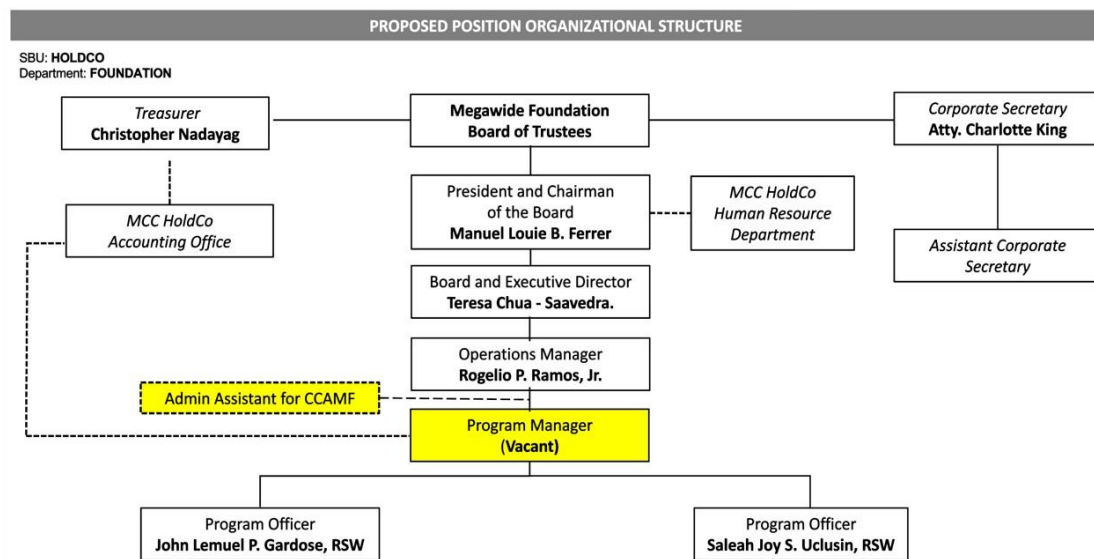 PROPOSED POSITION ORGANIZATIONAL STRUCTURE
SBU: HOLDCO
Department: FOUNDATION
Treasurer
Christopher Nadayag
Megawide Foundation
Board of Trustees
Corporate Secretary
Atty. Charlotte King
President and Chairman
of the Board
Manuel Louie B. Ferrer
MCC HoldCo
Accounting Office
MCC HoldCo
Human Resource
Department
Assistant Corporate
Secretary
Board and Executive Director
Teresa Chua - Saavedra.
Operations Manager
Rogelio P. Ramos, Jr.
Admin Assistant for CCAMF
Program Manager
(Vacant)
Program Officer
John Lemuel P. Gardose, RSW
Program Officer
Saleah Joy S. Uclusin, RSW